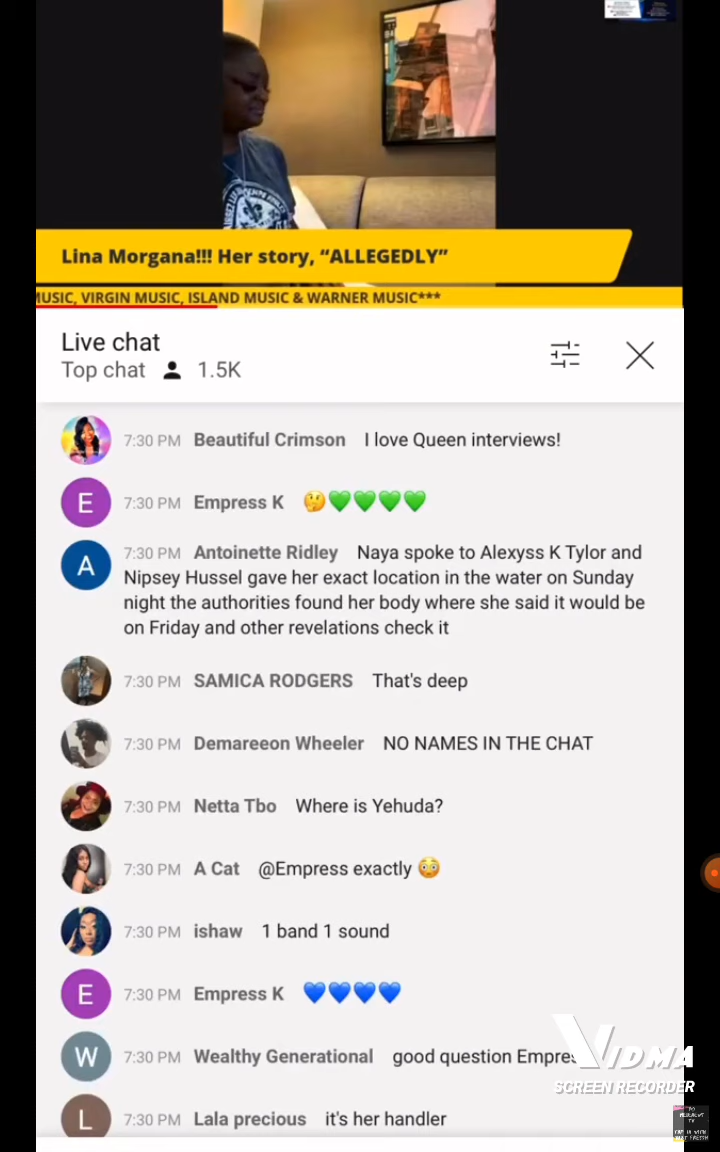 Lina Morgana!!! Her story, “ALLEGEDLY”
MUSIC, VIRGIN MUSIC, ISLAND MUSIC & WARNER MUSIC***
Live chat
Top chat 1.5K
7:30 PM Beautiful Crimson I love Queen interviews!
E 7:30 PM Empress K 🤔💚💚💚💚
A 7:30 PM Antoinette Ridley Naya spoke to Alexyss K Tylor and
Nipsey Hussel gave her exact location in the water on Sunday
night the authorities found her body where she said it would be
on Friday and other revelations check it
7:30 PM SAMICA RODGERS That's deep
7:30 PM Demareeon Wheeler NO NAMES IN THE CHAT
7:30 PM Netta Tbo Where is Yehuda?
7:30 PM A Cat @Empress exactly 😳
7:30 PM ishaw 1 band 1 sound
E 7:30 PM Empress K 💙💙💙💙
W 7:30 PM Wealthy Generational good question Empres
VIDMA
SCREEN RECORDER
L 7:30 PM Lala precious it's her handler